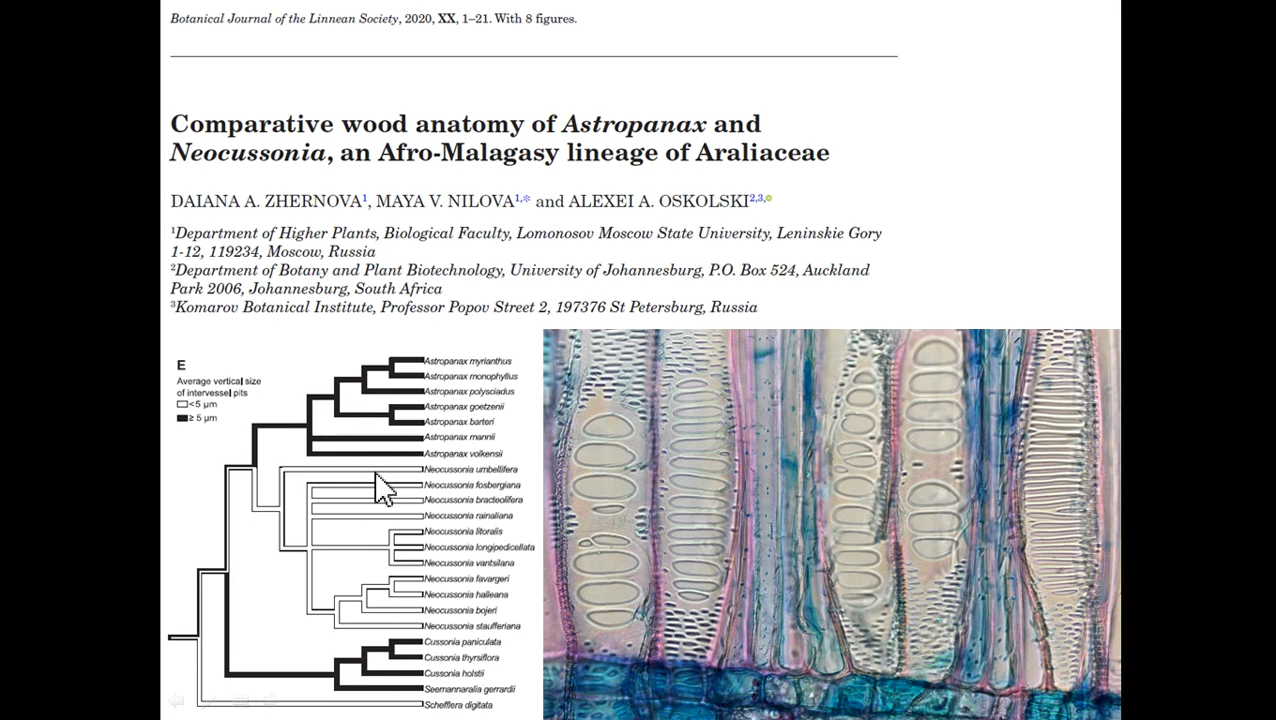 Botanical Journal of the Linnean Society, 2020, XX, 1–21. With 8 figures.
Comparative wood anatomy of Astropanax and
Neocussonia, an Afro-Malagasy lineage of Araliaceae
DAIANA A. ZHERNOVA1, MAYA V. NILOVA1,* and ALEXEI A. OSKOLSKI2,3,
1Department of Higher Plants, Biological Faculty, Lomonosov Moscow State University, Leninskie Gory
1-12, 119234, Moscow, Russia
2Department of Botany and Plant Biotechnology, University of Johannesburg, P.O. Box 524, Auckland
Park 2006, Johannesburg, South Africa
3Komarov Botanical Institute, Professor Popov Street 2, 197376 St Petersburg, Russia
E
Average vertical size
of intervessel pits
<5 µm
≥ 5 µm
Astropanax myrianthus
Astropanax monophyllus
Astropanax polysciadus
Astropanax goetzenii
Astropanax barteri
Astropanax mannii
Astropanax volkensii
Neocussonia umbellifera
Neocussonia fosbergiana
Neocussonia bracteolifera
Neocussonia rainaliana
Neocussonia litoralis
Neocussonia longipedicellata
Neocussonia vantsilana
Neocussonia favargeri
Neocussonia halleana
Neocussonia bojeri
Neocussonia staufferiana
Cussonia paniculata
Cussonia thyrsiflora
Cussonia holstii
Seemannaralia gerrardii
Schefflera digitata